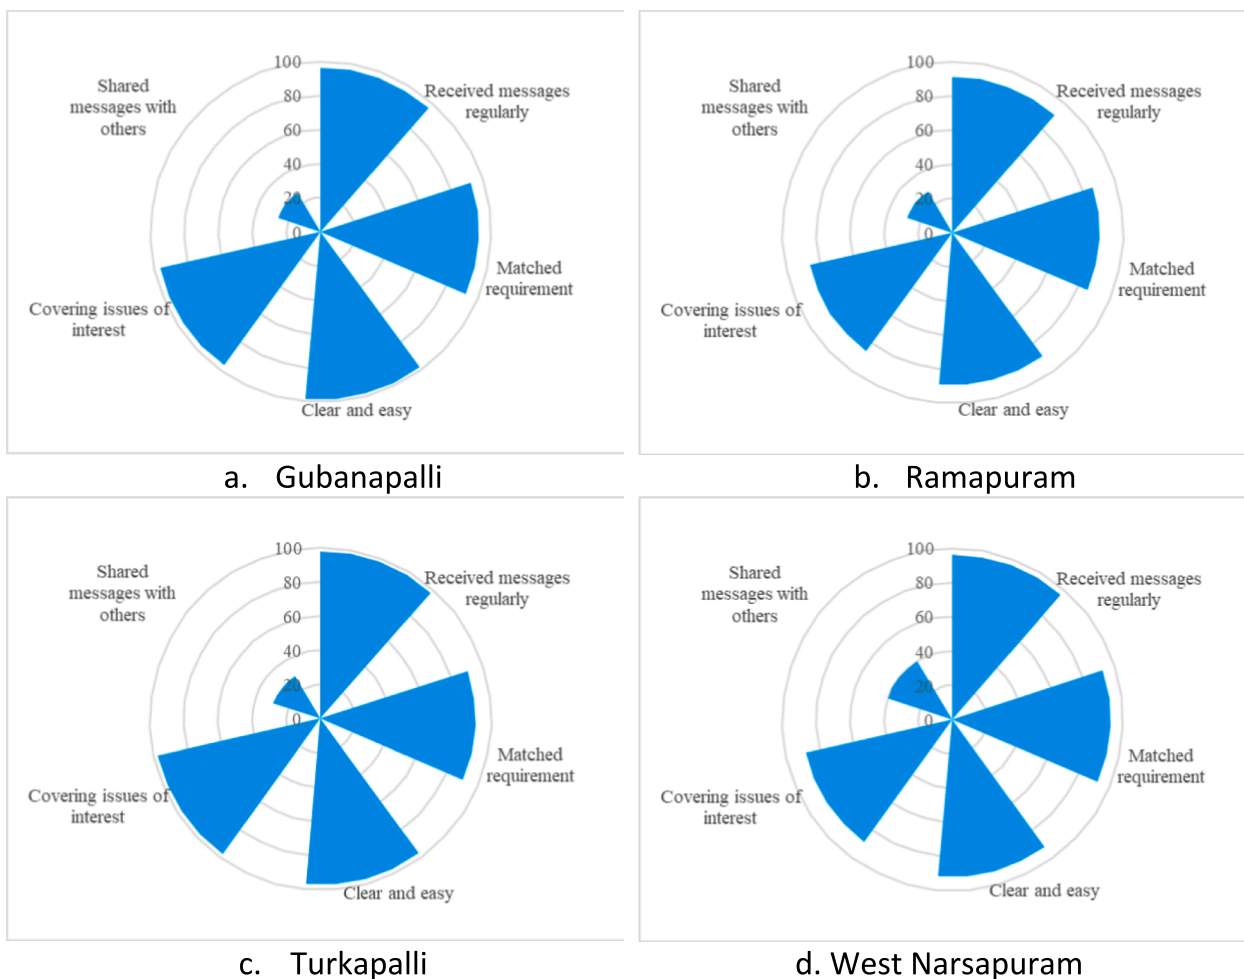 100
80
60
40
20
0
Shared
messages with
others
Received messages
regularly
Matched
requirement
Clear and easy
Covering issues of
interest
a. Gubanapalli
100
80
60
40
20
0
Shared
messages with
others
Received messages
regularly
Matched
requirement
Clear and easy
Covering issues of
interest
b. Ramapuram
100
80
60
40
20
0
Shared
messages with
others
Received messages
regularly
Matched
requirement
Clear and easy
Covering issues of
interest
c. Turkapalli
100
80
60
40
20
0
Shared
messages with
others
Received messages
regularly
Matched
requirement
Clear and easy
Covering issues of
interest
d. West Narsapuram